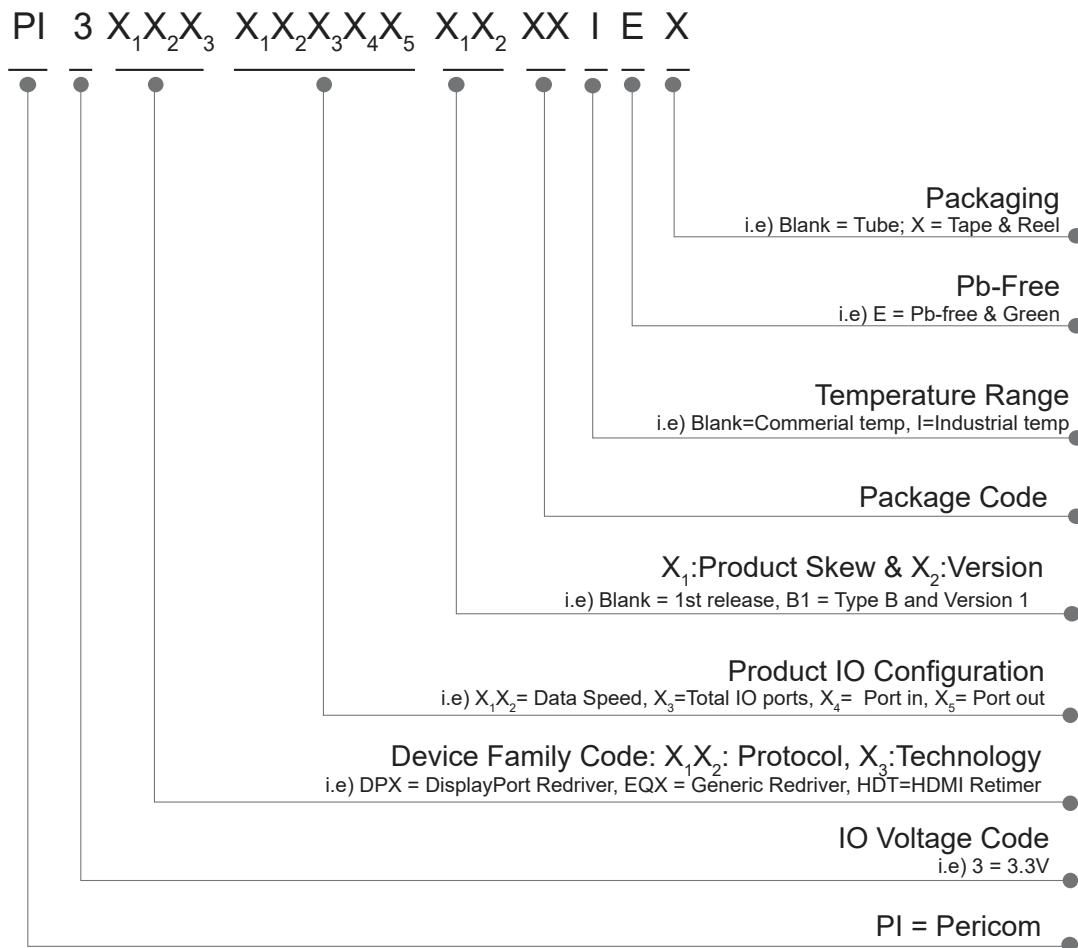 PI 3 X₁X₂X₃ X₁X₂X₃X₄X₅ X₁X₂ XX I E X
Packaging
i.e) Blank = Tube; X = Tape & Reel
Pb-Free
i.e) E = Pb-free & Green
Temperature Range
i.e) Blank=Commerial temp, I=Industrial temp
Package Code
X₁:Product Skew & X₂:Version
i.e) Blank = 1st release, B1 = Type B and Version 1
Product IO Configuration
i.e) X₁X₂= Data Speed, X₃=Total IO ports, X₄= Port in, X₅= Port out
Device Family Code: X₁X₂: Protocol, X₃:Technology
i.e) DPX = DisplayPort Redriver, EQX = Generic Redriver, HDT=HDMI Retimer
IO Voltage Code
i.e) 3 = 3.3V
PI = Pericom